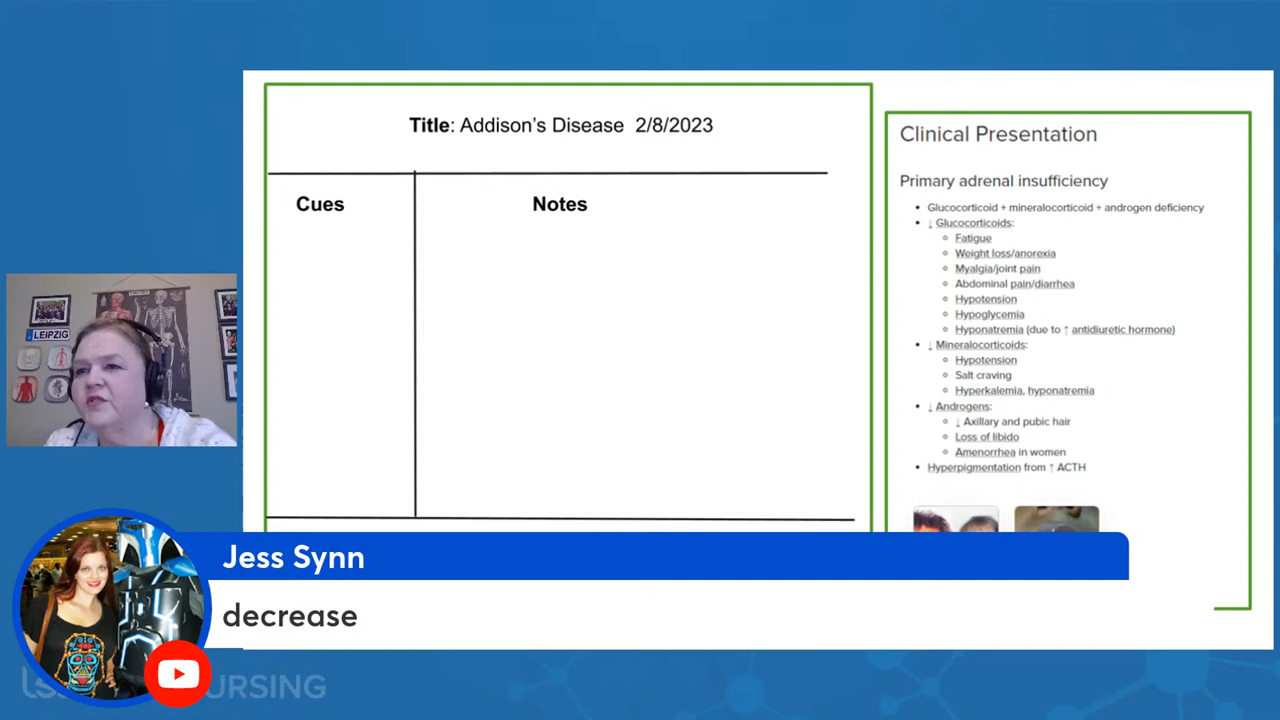 Title: Addison's Disease 2/8/2023
Cues
Notes
Clinical Presentation
Primary adrenal insufficiency
• Glucocorticoid + mineralocorticoid + androgen deficiency
• ↓ Glucocorticoids:
◦ Fatigue
◦ Weight loss/anorexia
◦ Myalgia/joint pain
◦ Abdominal pain/diarrhea
◦ Hypotension
◦ Hypoglycemia
◦ Hyponatremia (due to ↑ antidiuretic hormone)
• ↓ Mineralocorticoids:
◦ Hypotension
◦ Salt craving
◦ Hyperkalemia, hyponatremia
• ↓ Androgens:
◦ ↓ Axillary and pubic hair
◦ Loss of libido
◦ Amenorrhea in women
• Hyperpigmentation from ↑ ACTH
LEIPZIG
Jess Synn
decrease